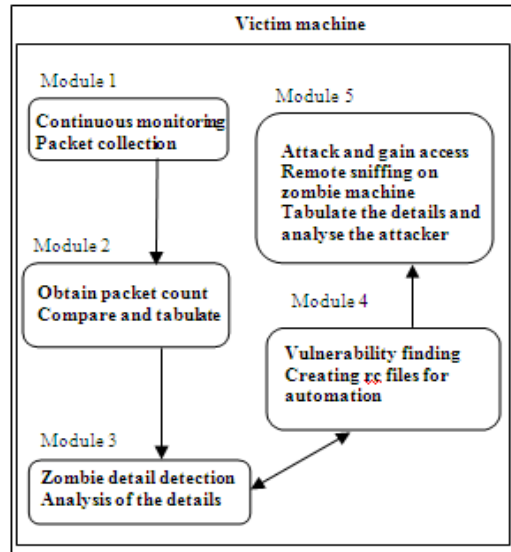 Victim machine
Module 1
Continuous monitoring
Packet collection
Module 2
Obtain packet count
Compare and tabulate
Module 3
Zombie detail detection
Analysis of the details
Module 4
Vulnerability finding
Creating rc files for
automation
Module 5
Attack and gain access
Remote sniffing on
zombie machine
Tabulate the details and
analyse the attacker